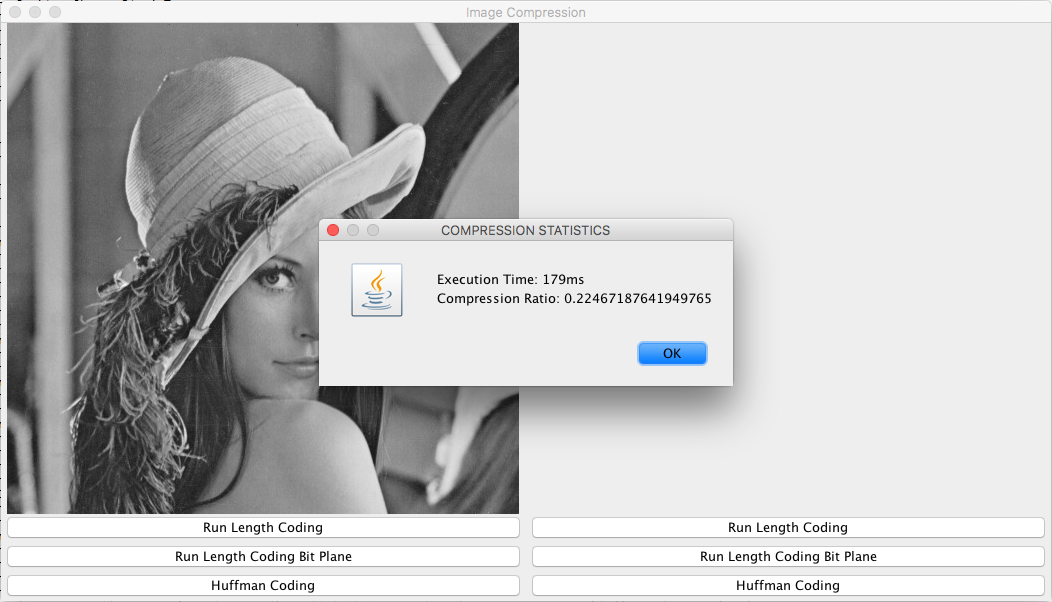 Image Compression
COMPRESSION STATISTICS
Execution Time: 179ms
Compression Ratio: 0.22467187641949765
OK
Run Length Coding
Run Length Coding
Run Length Coding Bit Plane
Run Length Coding Bit Plane
Huffman Coding
Huffman Coding